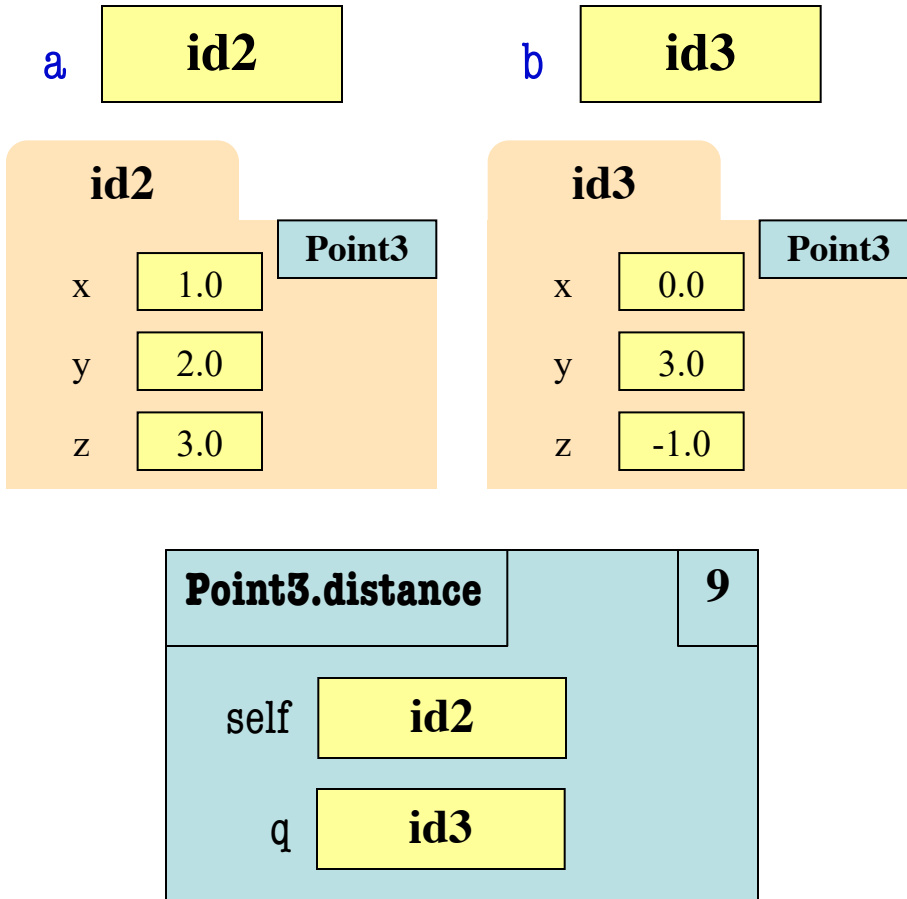 a id2 b id3
id2 id3
Point3 Point3
x 1.0 x 0.0
y 2.0 y 3.0
z 3.0 z -1.0
Point3.distance 9
self id2
q id3